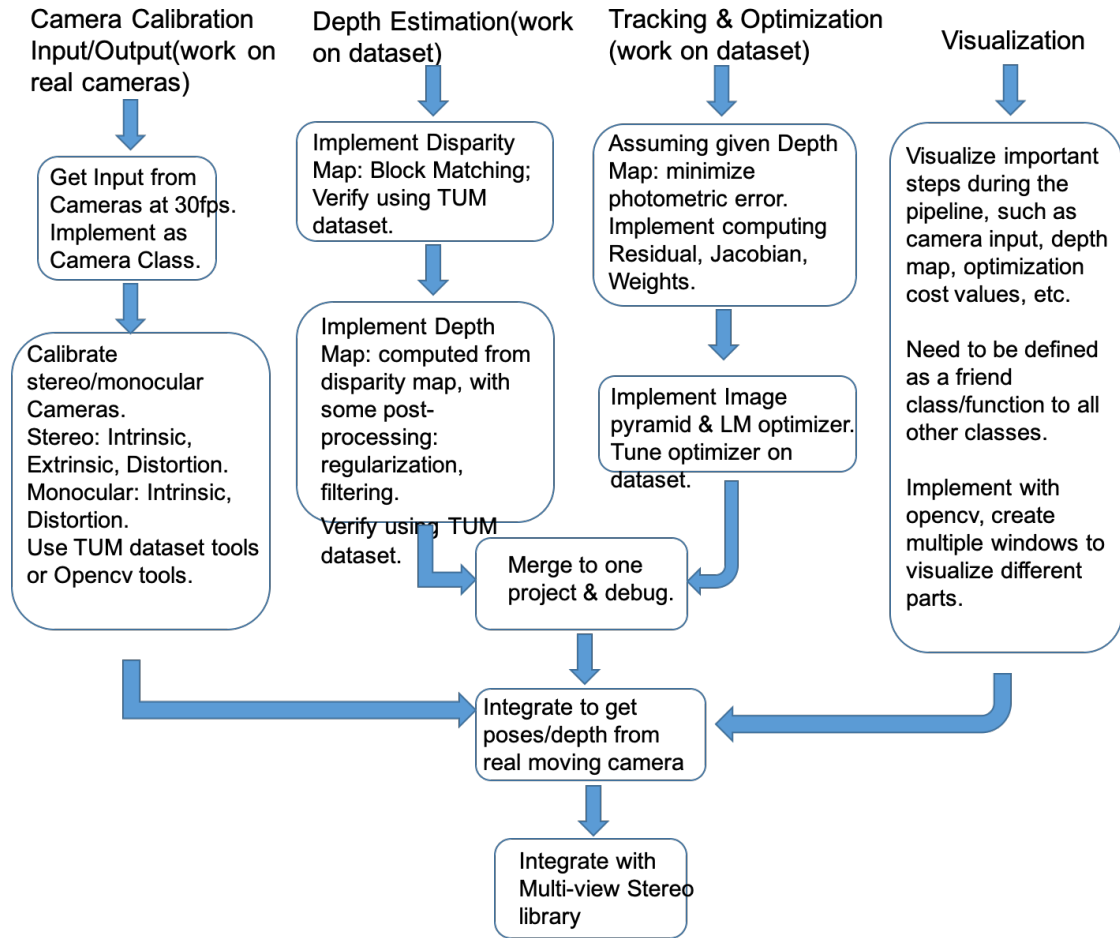 Camera Calibration
Input/Output(work on
real cameras)
Get Input from
Cameras at 30fps.
Implement as
Camera Class.
Calibrate
stereo/monocular
Cameras.
Stereo: Intrinsic,
Extrinsic, Distortion.
Monocular: Intrinsic,
Distortion.
Use TUM dataset tools
or Opencv tools.
Depth Estimation(work
on dataset)
Implement Disparity
Map: Block Matching;
Verify using TUM
dataset.
Implement Depth
Map: computed from
disparity map, with
some post-
processing:
regularization,
filtering.
Verify using TUM
dataset.
Tracking & Optimization
(work on dataset)
Assuming given Depth
Map: minimize
photometric error.
Implement computing
Residual, Jacobian,
Weights.
Implement Image
pyramid & LM optimizer.
Tune optimizer on
dataset.
Visualization
Visualize important
steps during the
pipeline, such as
camera input, depth
map, optimization
cost values, etc.
Need to be defined
as a friend
class/function to all
other classes.
Implement with
opencv, create
multiple windows to
visualize different
parts.
Merge to one
project & debug.
Integrate to get
poses/depth from
real moving camera
Integrate with
Multi-view Stereo
library